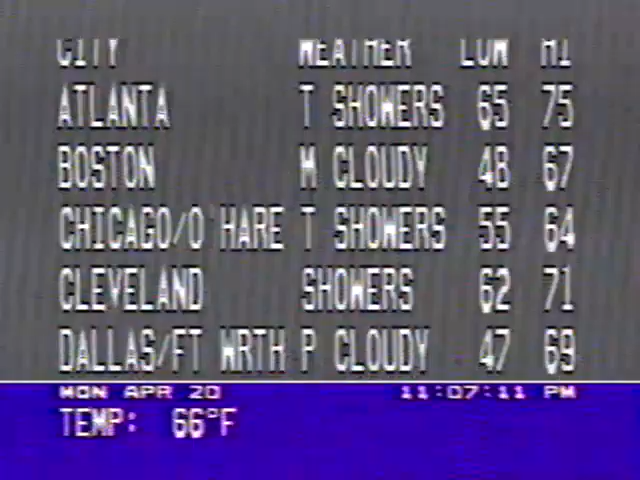 CITY WEATHER LOW HI
ATLANTA T SHOWERS 65 75
BOSTON M CLOUDY 48 67
CHICAGO/O'HARE T SHOWERS 55 64
CLEVELAND SHOWERS 62 71
DALLAS/FT WRTH P CLOUDY 47 69
MON APR 20 11:07:11 PM
TEMP: 66°F